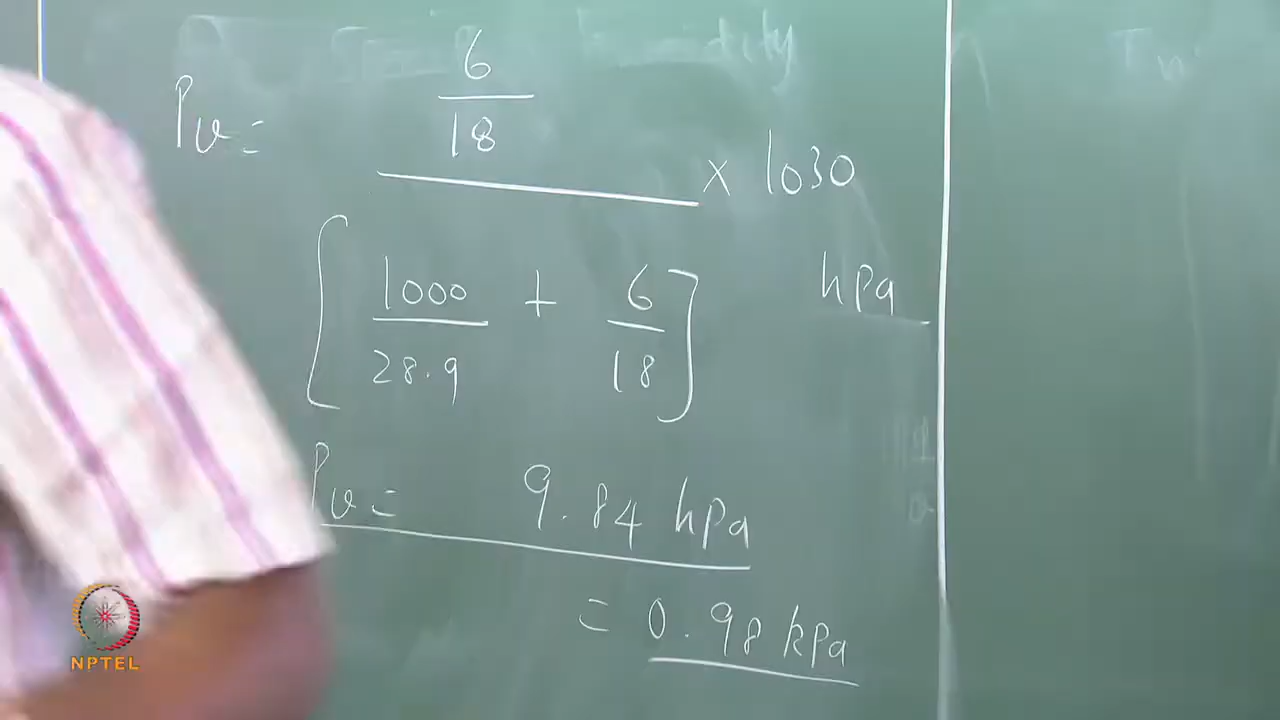 Pv = 6/18 × 1030
[1000/28.9 + 6/18] hPa
Pv = 9.84 hPa
= 0.98 kPa
NPTEL